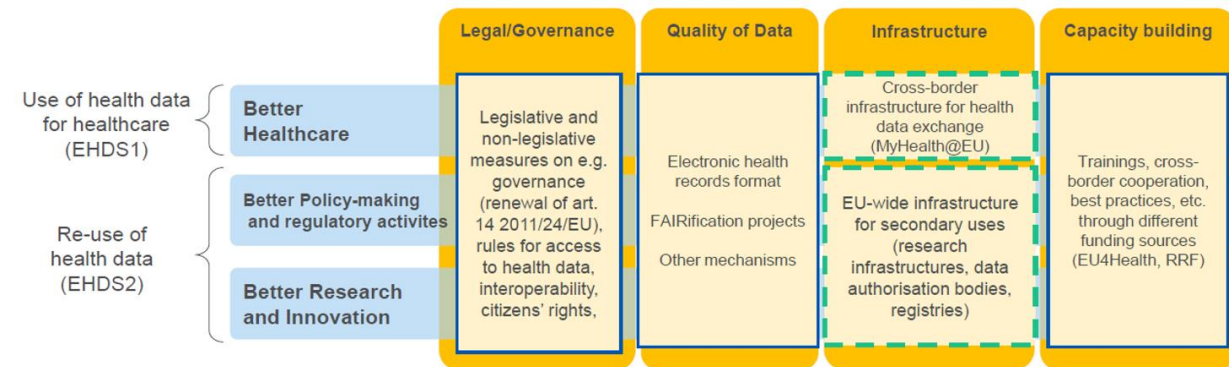 Legal/Governance
Quality of Data
Infrastructure
Capacity building
Use of health data
for healthcare
(EHDS1)
Re-use of
health data
(EHDS2)
Better
Healthcare
Better Policy-making
and regulatory activites
Better Research
and Innovation
Legislative and
non-legislative
measures on e.g.
governance
(renewal of art.
14 2011/24/EU),
rules for access
to health data,
interoperability,
citizens' rights,
Electronic health
records format
FAIRification projects
Other mechanisms
Cross-border
infrastructure for health
data exchange
(MyHealth@EU)
EU-wide infrastructure
for secondary uses
(research
infrastructures, data
authorisation bodies,
registries)
Trainings, cross-
border cooperation,
best practices, etc.
through different
funding sources
(EU4Health, RRF)